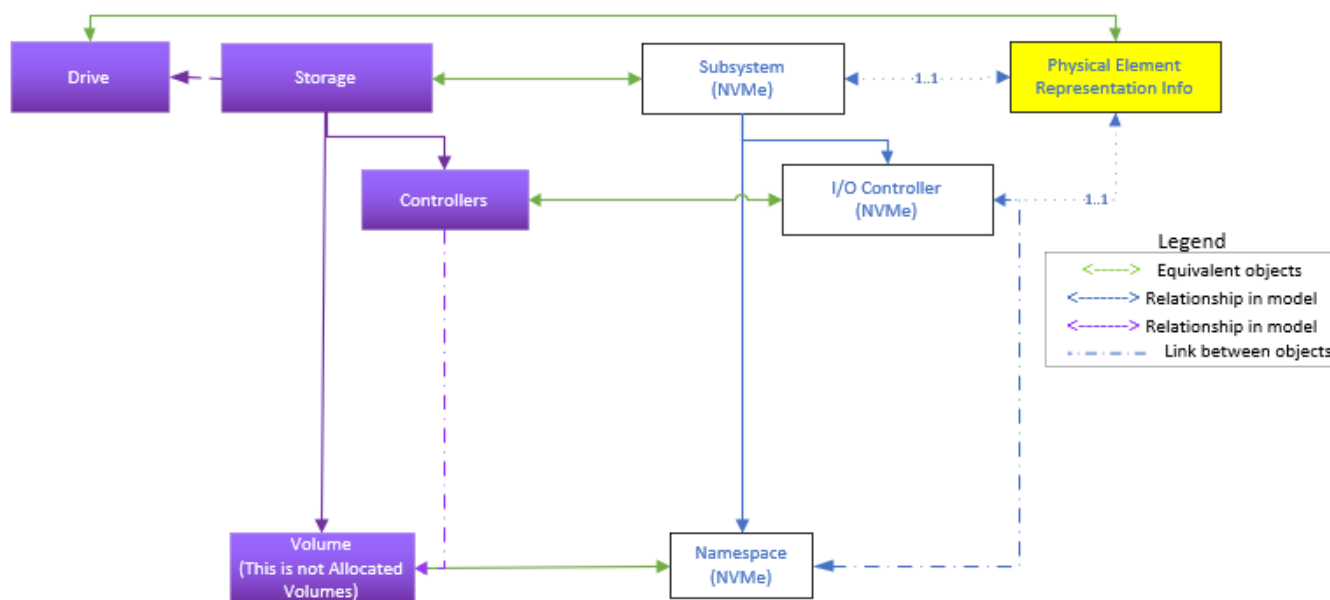 Drive
Storage
Subsystem
(NVMe)
1..1
Physical Element
Representation Info
Controllers
I/O Controller
(NVMe)
1..1
Legend
Equivalent objects
Relationship in model
Relationship in model
Link between objects
Volume
(This is not Allocated
Volumes)
Namespace
(NVMe)